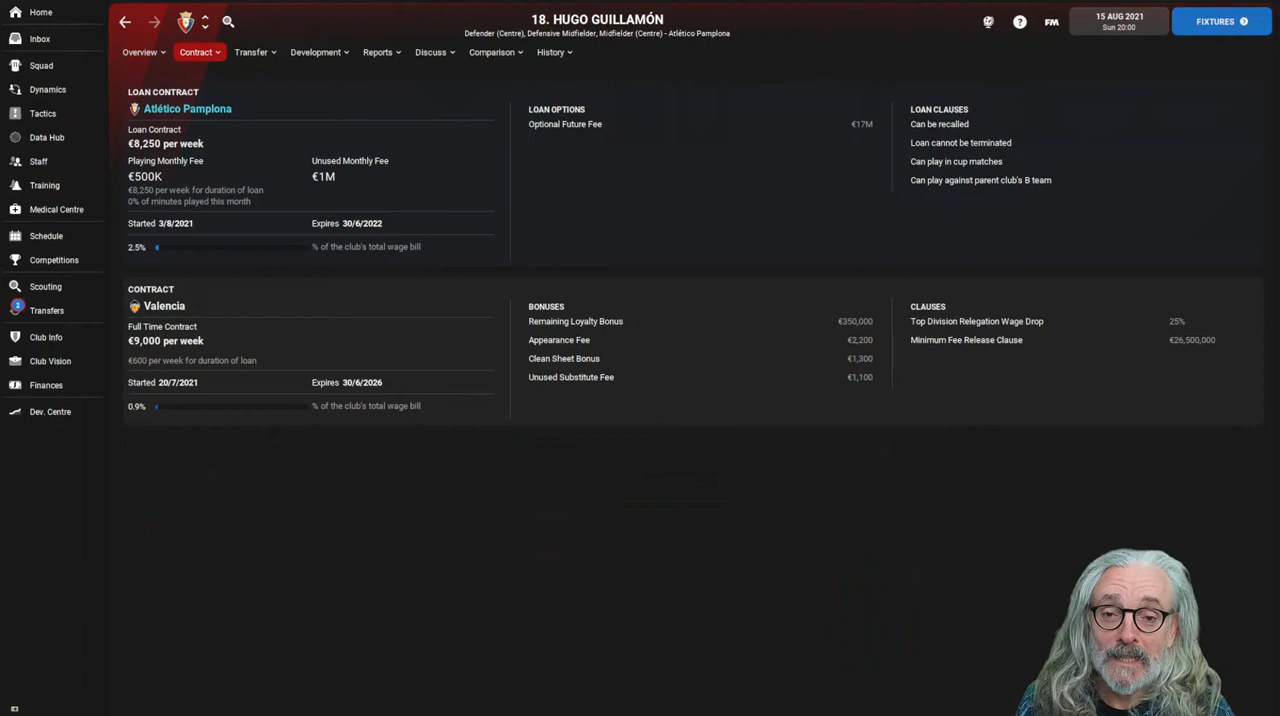 Home
Inbox
Squad
Dynamics
Tactics
Data Hub
Staff
Training
Medical Centre
Schedule
Competitions
Scouting
2
Transfers
Club Info
Club Vision
Finances
Dev. Centre
18. HUGO GUILLAMÓN
Defender (Centre), Defensive Midfielder, Midfielder (Centre) - Atlético Pamplona
? FM
15 AUG 2021
Sun 20:00
FIXTURES
Overview Contract Transfer Development Reports Discuss Comparison History
LOAN CONTRACT
Atlético Pamplona
Loan Contract
€8,250 per week
Playing Monthly Fee Unused Monthly Fee
€500K €1M
€8,250 per week for duration of loan
0% of minutes played this month
Started 3/8/2021 Expires 30/6/2022
2.5% % of the club's total wage bill
LOAN OPTIONS
Optional Future Fee €17M
LOAN CLAUSES
Can be recalled
Loan cannot be terminated
Can play in cup matches
Can play against parent club's B team
CONTRACT
Valencia
Full Time Contract
€9,000 per week
€600 per week for duration of loan
Started 20/7/2021 Expires 30/6/2026
0.9% % of the club's total wage bill
BONUSES
Remaining Loyalty Bonus €350,000
Appearance Fee €2,200
Clean Sheet Bonus €1,300
Unused Substitute Fee €1,100
CLAUSES
Top Division Relegation Wage Drop 25%
Minimum Fee Release Clause €26,500,000